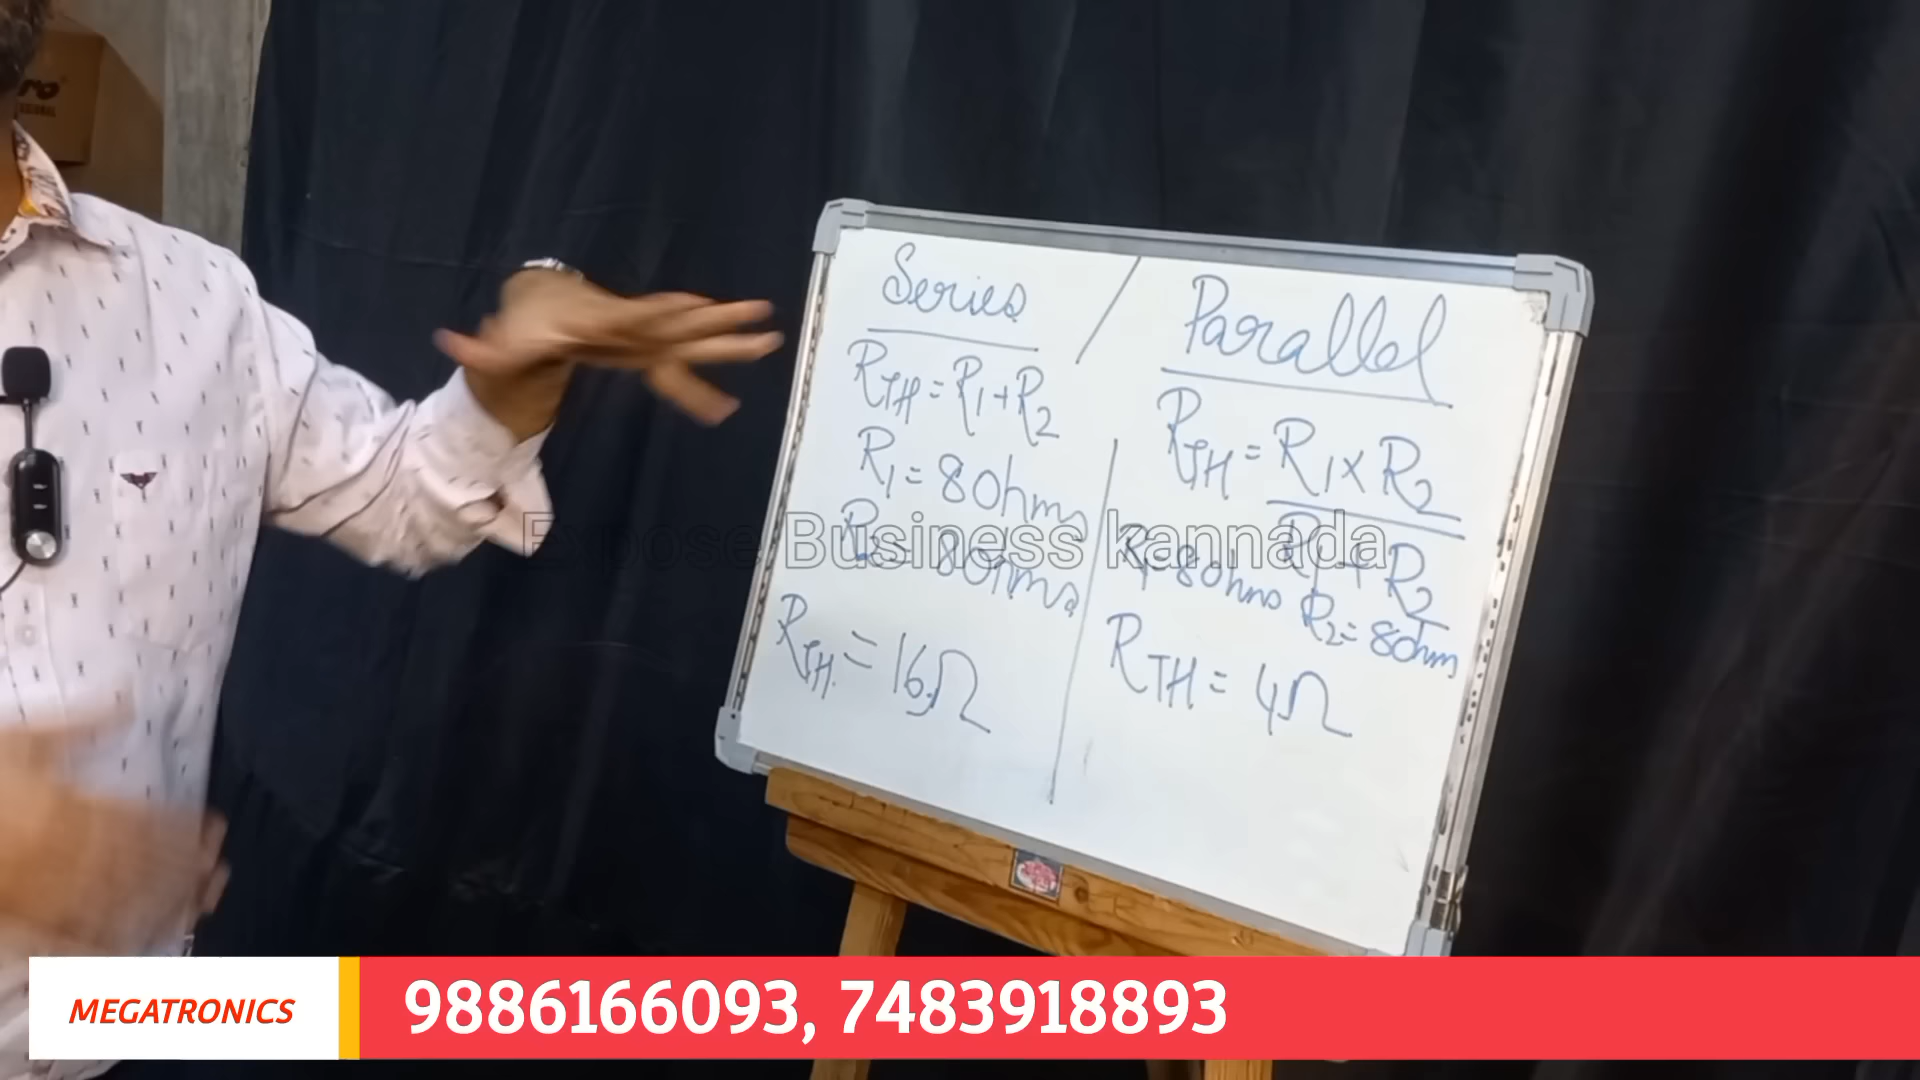 Series / Parallel
RTH = R1 + R2
R1 = 8 Ohms
R2 = 8 Ohms
RTH = 16Ω
RTH = R1 x R2
R1 + R2
R1 8 Ohms R2 = 8 Ohm
RTH = 4Ω
Expose Business kannada
MEGATRONICS
9886166093, 7483918893